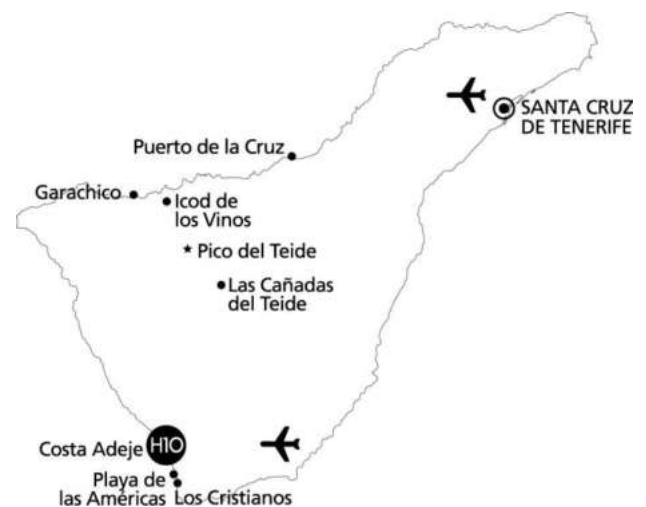 SANTA CRUZ
DE TENERIFE
Puerto de la Cruz
Garachico
Icod de
los Vinos
Pico del Teide
Las Cañadas
del Teide
Costa Adeje
H10
Playa de
las Américas
Los Cristianos